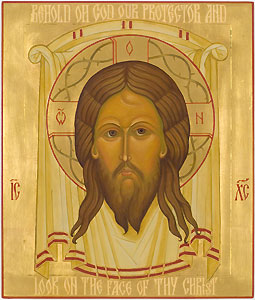 BEHOLD OH GOD OUR PROTECTOR AND
O
Ѡ N
IC XC
LOOK ON THE FACE OF THY CHRIST